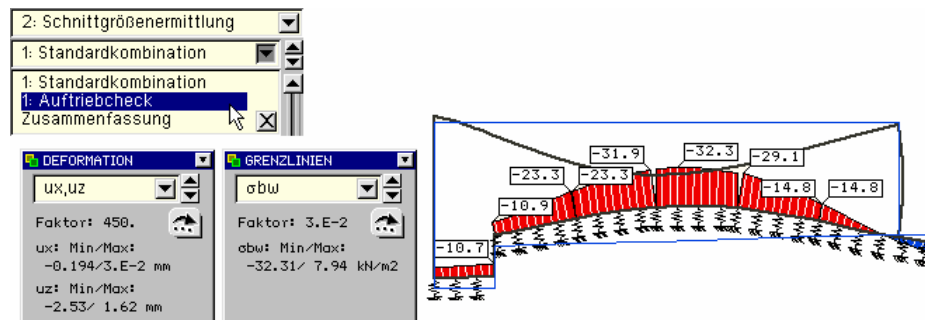 2: Schnittgrößenermittlung
1: Standardkombination
1: Standardkombination
1: Auftriebcheck
Zusammenfassung
DEFORMATION
ux,uz
Faktor: 450.
ux: Min/Max:
-0.194/3.E-2 mm
uz: Min/Max:
-2.53/ 1.62 mm
GRENZLINIEN
σbw
Faktor: 3.E-2
σbw: Min/Max:
-32.31/ 7.94 kN/m2
-31.9
-32.3
-29.1
-23.3
-23.3
-14.8
-14.8
-10.9
-10.7